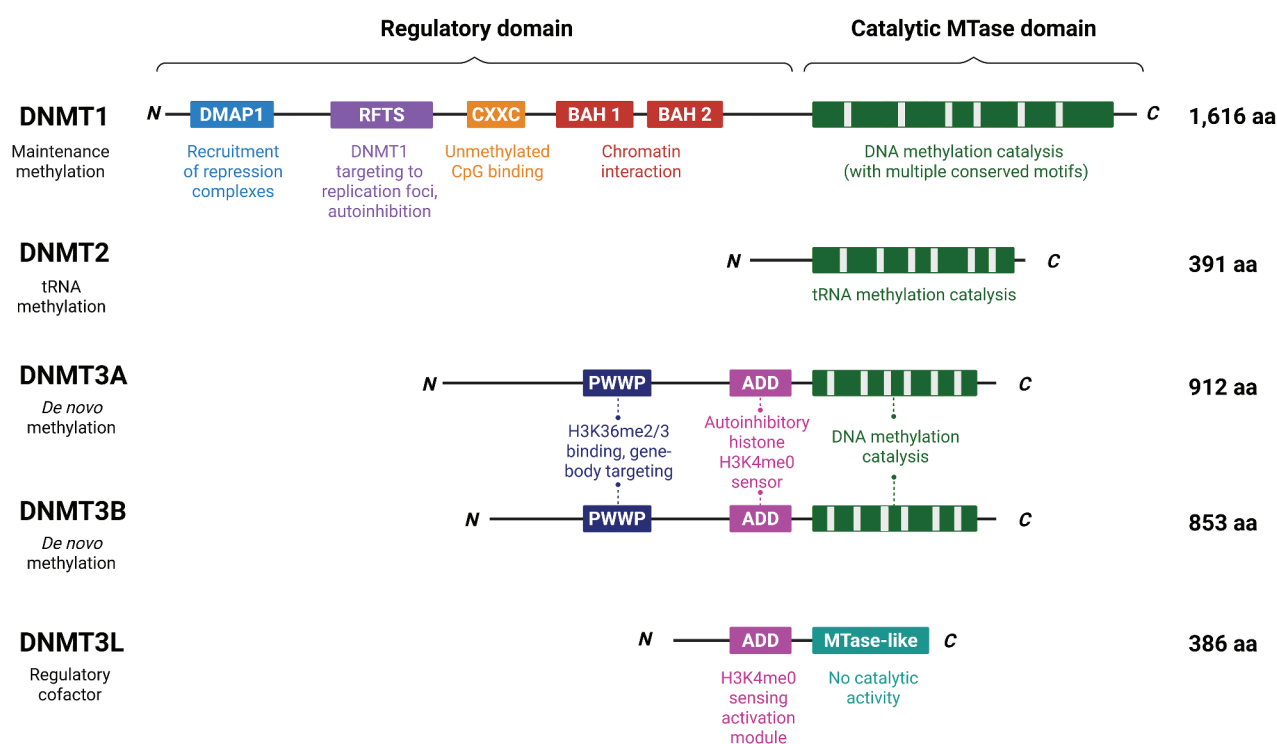 Regulatory domain
Catalytic MTase domain
DNMT1
Maintenance
methylation
N
DMAP1
RFTS
CXXC
BAH 1
BAH 2
C
1,616 aa
Recruitment
of repression
complexes
DNMT1
targeting to
replication foci,
autoinhibition
Unmethylated
CpG binding
Chromatin
interaction
DNA methylation catalysis
(with multiple conserved motifs)
DNMT2
tRNA
methylation
N
C
391 aa
tRNA methylation catalysis
DNMT3A
De novo
methylation
N
PWWP
ADD
C
912 aa
H3K36me2/3
binding, gene-
body targeting
Autoinhibitory
histone
H3K4me0
sensor
DNA methylation
catalysis
DNMT3B
De novo
methylation
N
PWWP
ADD
C
853 aa
DNMT3L
Regulatory
cofactor
N
ADD
MTase-like
C
386 aa
H3K4me0
sensing
activation
module
No catalytic
activity